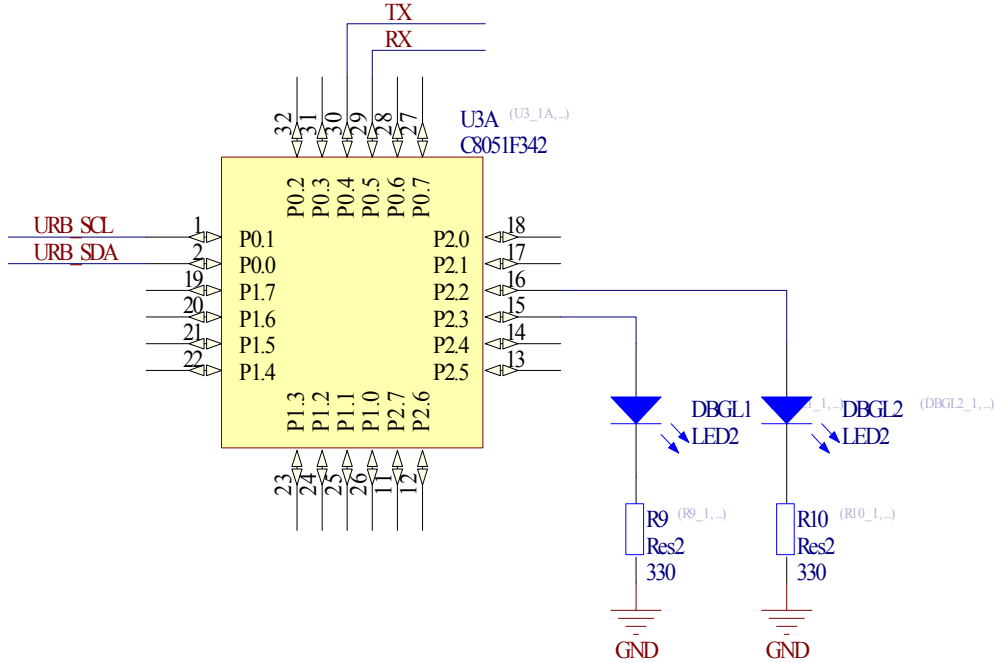 TX
RX
32
31
30
29
28
27
U3A (U3_1A,...)
C8051F342
P0.2
P0.3
P0.4
P0.5
P0.6
P0.7
URB_SCL 1 P0.1
URB_SDA 2 P0.0
19 P1.7
20 P1.6
21 P1.5
22 P1.4
P2.0 18
P2.1 17
P2.2 16
P2.3 15
P2.4 14
P2.5 13
P1.3
P1.2
P1.1
P1.0
P2.7
P2.6
23
24
25
26
11
12
DBGL1
LED2
DBGL2 (DBGL2_1,...)
LED2
R9 (R9_1,...)
Res2
330
R10 (R10_1,...)
Res2
330
GND
GND